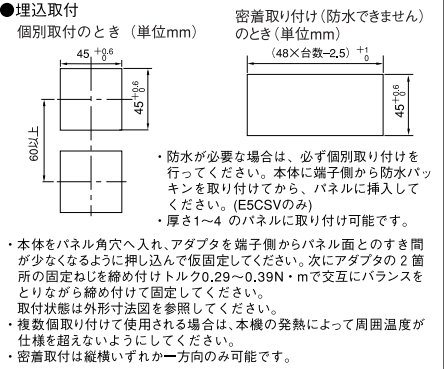 ●埋込取付
個別取付のとき（単位mm）
密着取り付け（防水できません）
のとき（単位mm）
45 +0.6 0
（48×台数–2.5）+1 0
45 +0.6 0
45 +0.6 0
60以上
・防水が必要な場合は、必ず個別取り付けを
行ってください。本体に端子側から防水パッ
キンを取り付けてから、パネルに挿入して
ください。(E5CSVのみ)
・厚さ1～4 のパネルに取り付け可能です。
・本体をパネル角穴へ入れ、アダプタを端子側からパネル面とのすき間
が少なくなるように押し込んで仮固定してください。次にアダプタの2箇
所の固定ねじを締め付けトルク0.29～0.39N・mで交互にバランスを
とりながら締め付けて固定してください。
取付状態は外形寸法図を参照してください。
・複数個取り付けて使用される場合は、本機の発熱によって周囲温度が
仕様を超えないようにしてください。
・密着取付は縦横いずれか一方向のみ可能です。